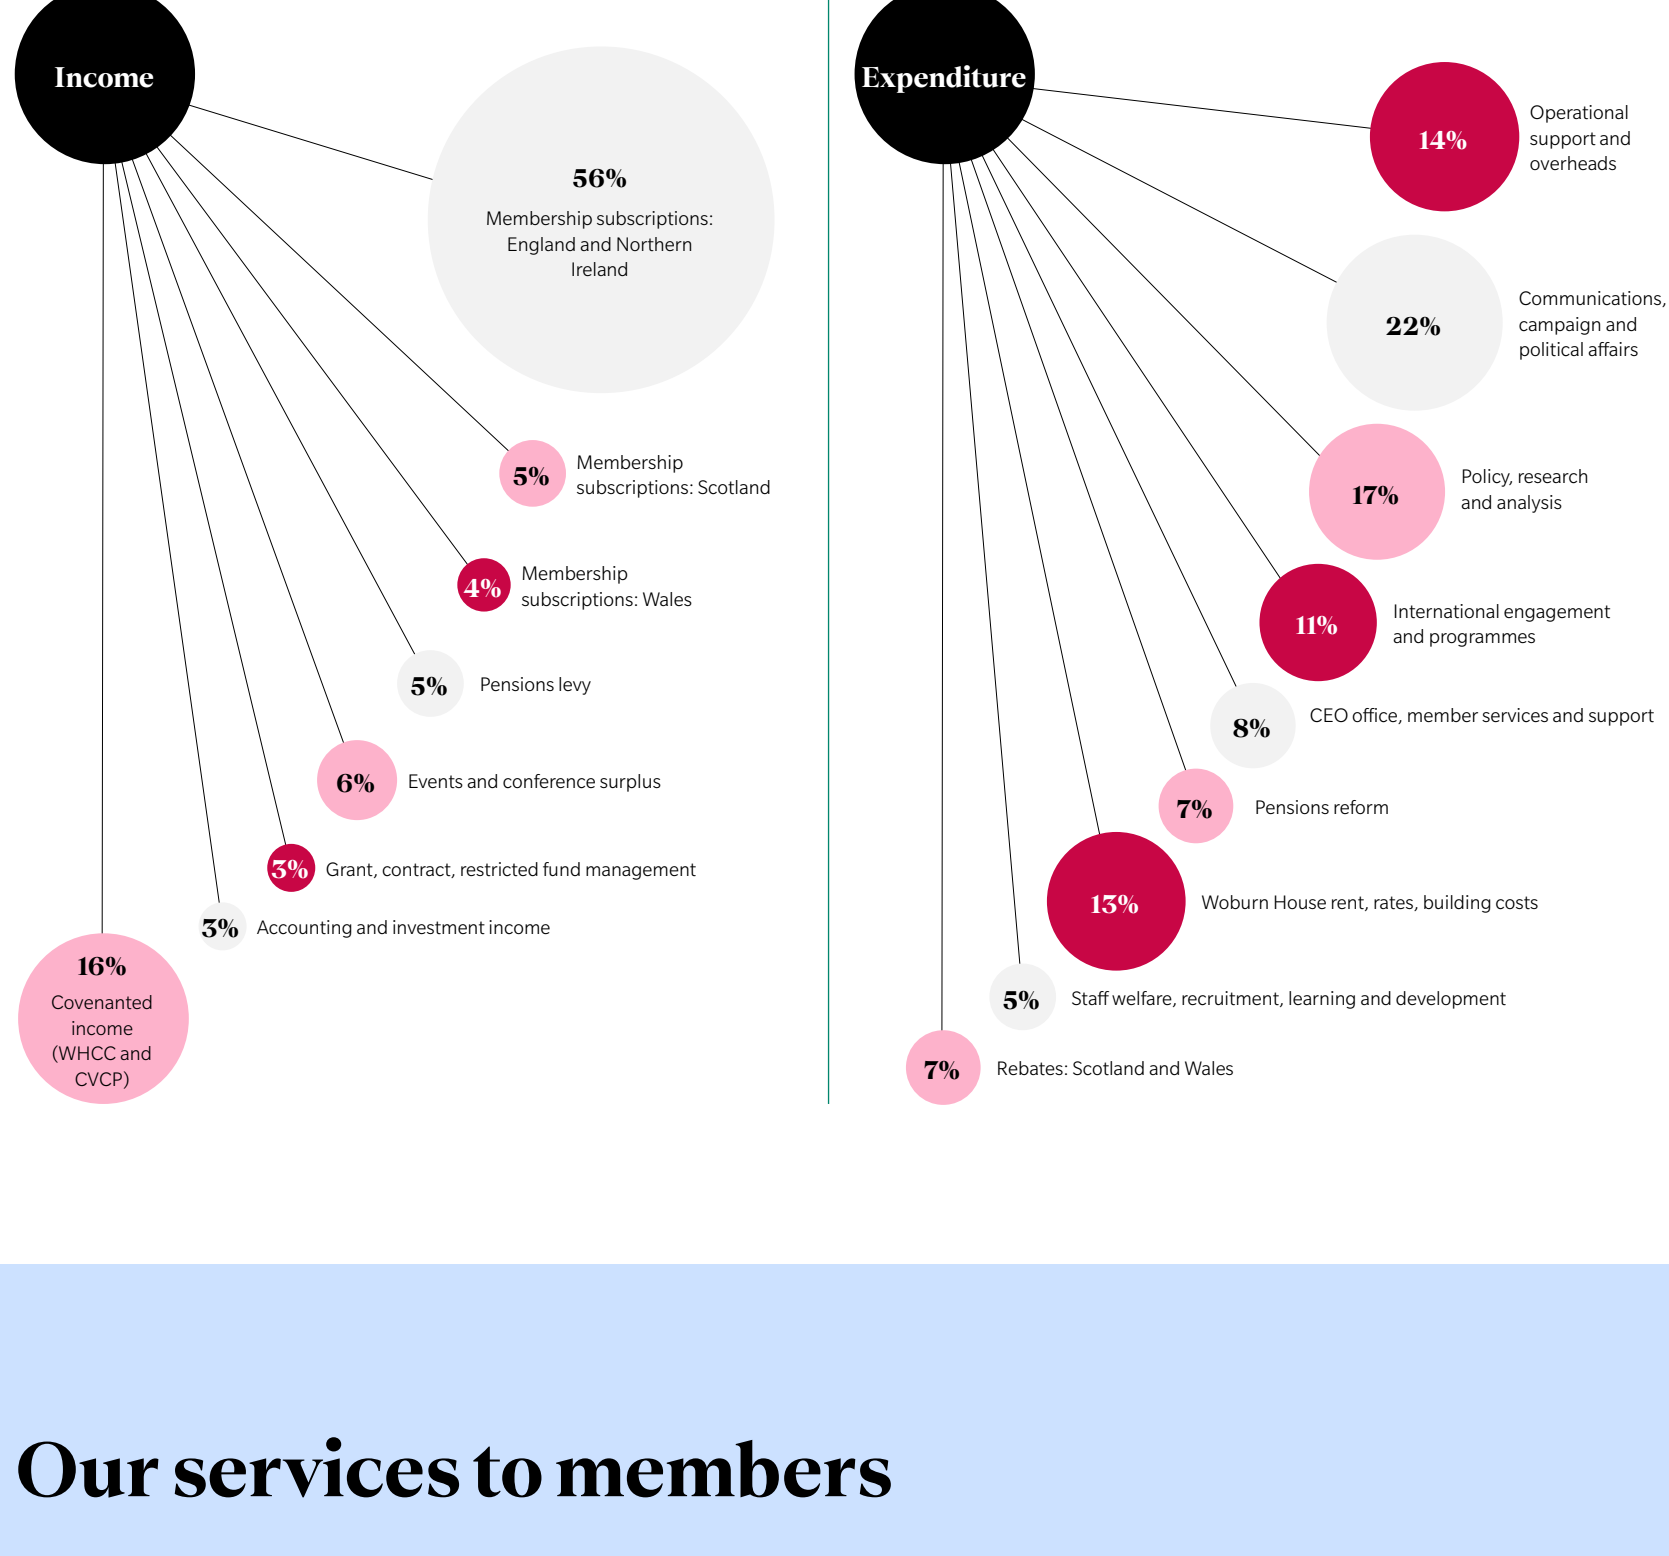 Income
56%
Membership subscriptions:
England and Northern
Ireland
5%
Membership
subscriptions: Scotland
4%
Membership
subscriptions: Wales
5%
Pensions levy
6%
Events and conference surplus
3%
Grant, contract, restricted fund management
3%
Accounting and investment income
16%
Covenanted
income
(WHCC and
CVCP)
Expenditure
14%
Operational
support and
overheads
22%
Communications,
campaign and
political affairs
17%
Policy, research
and analysis
11%
International engagement
and programmes
8%
CEO office, member services and support
7%
Pensions reform
13%
Woburn House rent, rates, building costs
5%
Staff welfare, recruitment, learning and development
7%
Rebates: Scotland and Wales
Our services to members